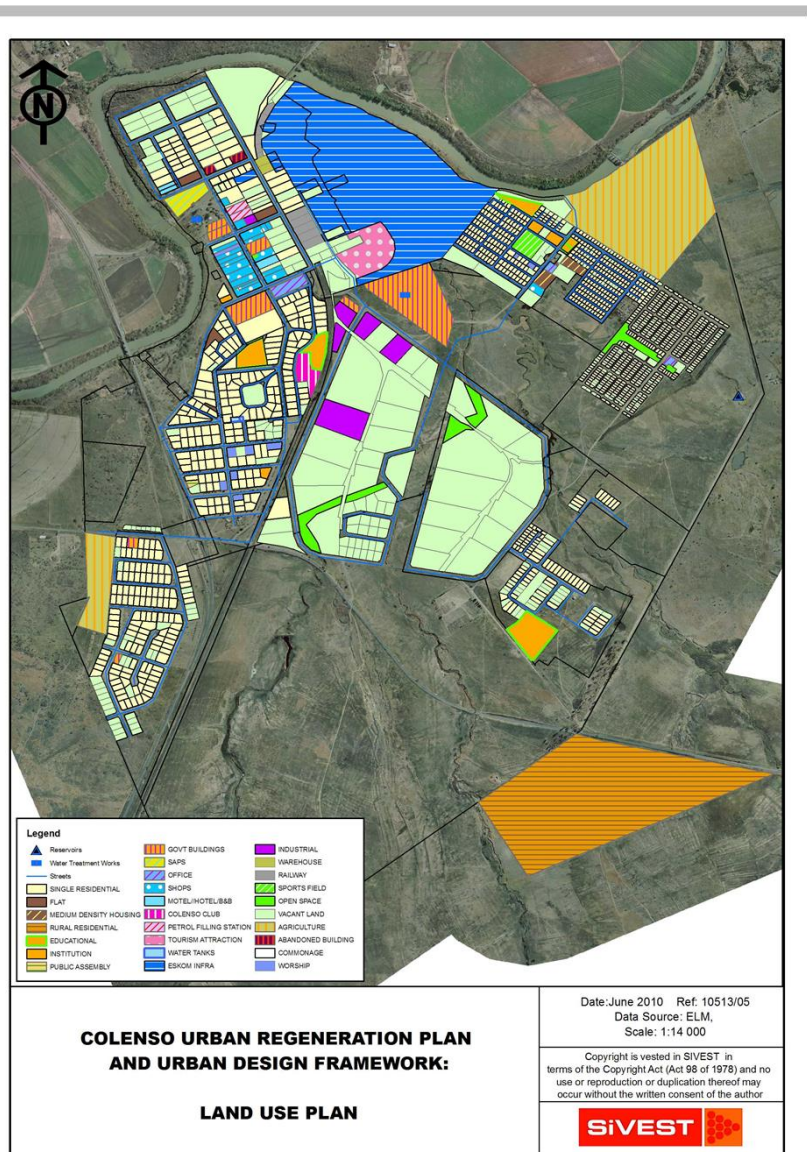 N
Legend
Reservoirs
Water Treatment Works
Streets
SINGLE RESIDENTIAL
FLAT
MEDIUM DENSITY HOUSING
RURAL RESIDENTIAL
EDUCATIONAL
INSTITUTION
PUBLIC ASSEMBLY
GOVT BUILDINGS
SAPS
OFFICE
SHOPS
MOTEL/HOTEL/B&B
COLENSO CLUB
PETROL FILLING STATION
TOURISM ATTRACTION
WATER TANKS
ESKOM INFRA
INDUSTRIAL
WAREHOUSE
RAILWAY
SPORTS FIELD
OPEN SPACE
VACANT LAND
AGRICULTURE
ABANDONED BUILDING
COMMONAGE
WORSHIP
COLENSO URBAN REGENERATION PLAN
AND URBAN DESIGN FRAMEWORK:
LAND USE PLAN
Date:June 2010 Ref: 10513/05
Data Source: ELM,
Scale: 1:14 000
Copyright is vested in SIVEST in
terms of the Copyright Act (Act 98 of 1978) and no
use or reproduction or duplication thereof may
occur without the written consent of the author
SiVEST